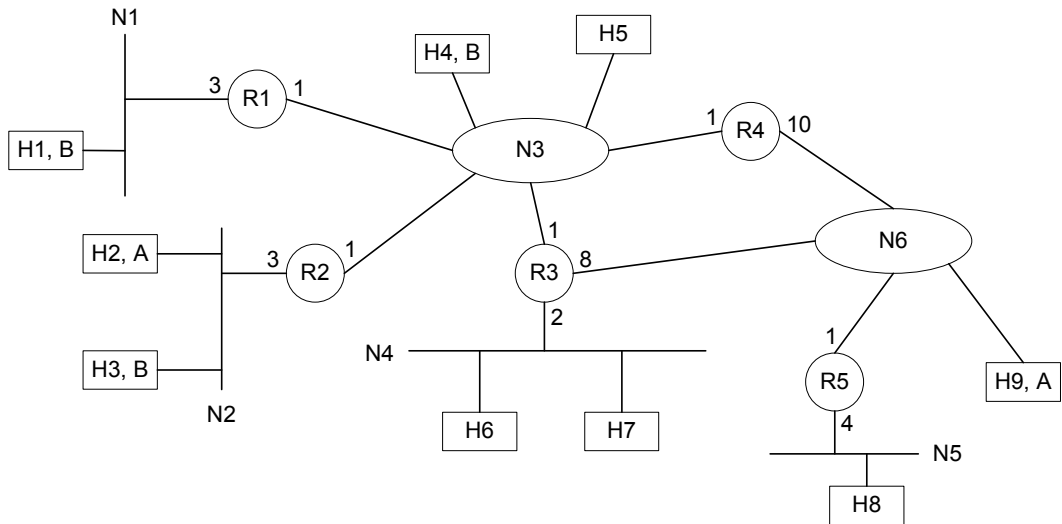 N1
H5
H4, B
3
R1
1
1
R4
10
H1, B
N3
H2, A
3
R2
1
1
R3
8
N6
2
N4
1
H3, B
R5
H9, A
N2
4
H6
H7
N5
H8